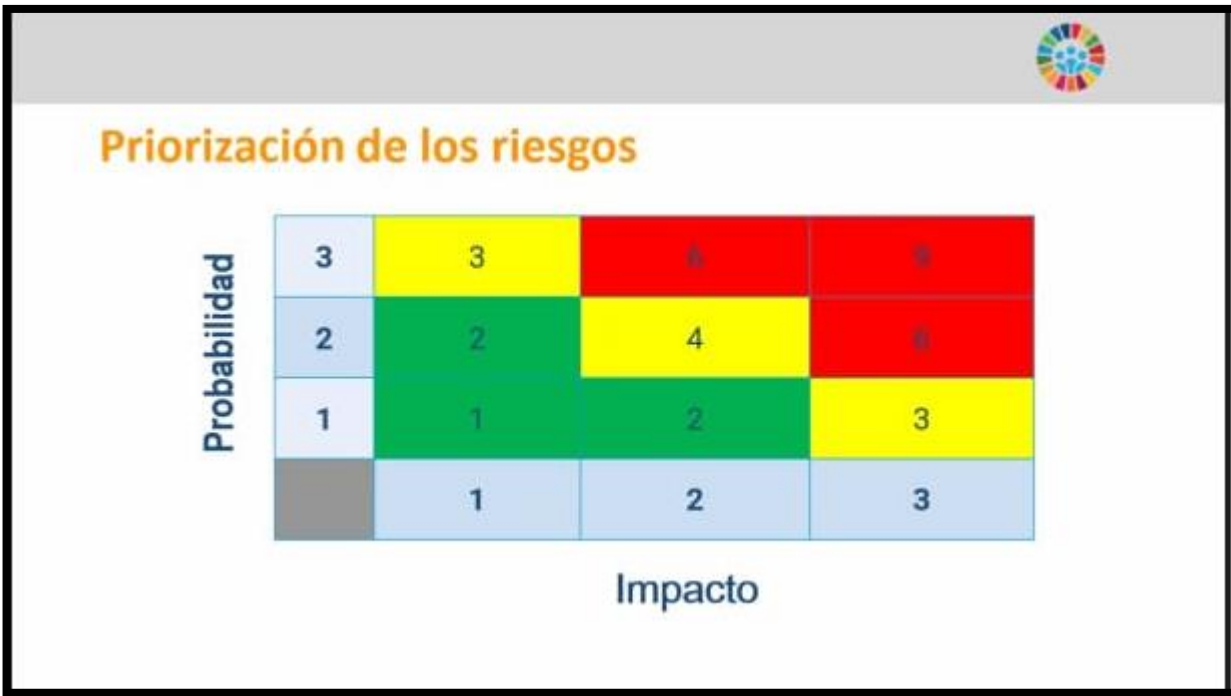 Priorización de los riesgos
Probabilidad
3 3 6 9
2 2 4 6
1 1 2 3
1 2 3
Impacto